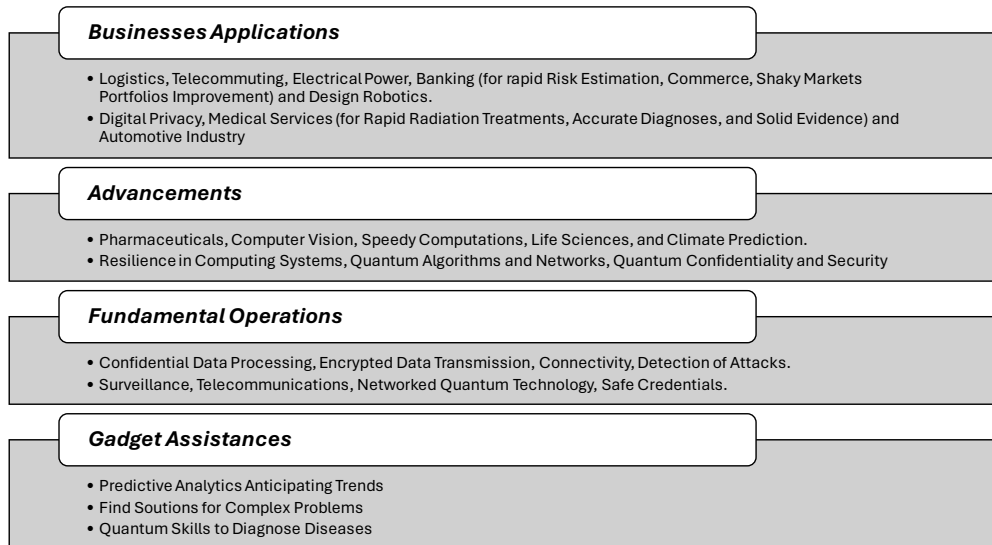 Businesses Applications
• Logistics, Telecommuting, Electrical Power, Banking (for rapid Risk Estimation, Commerce, Shaky Markets
Portfolios Improvement) and Design Robotics.
• Digital Privacy, Medical Services (for Rapid Radiation Treatments, Accurate Diagnoses, and Solid Evidence) and
Automotive Industry
Advancements
• Pharmaceuticals, Computer Vision, Speedy Computations, Life Sciences, and Climate Prediction.
• Resilience in Computing Systems, Quantum Algorithms and Networks, Quantum Confidentiality and Security
Fundamental Operations
• Confidential Data Processing, Encrypted Data Transmission, Connectivity, Detection of Attacks.
• Surveillance, Telecommunications, Networked Quantum Technology, Safe Credentials.
Gadget Assistances
• Predictive Analytics Anticipating Trends
• Find Soutions for Complex Problems
• Quantum Skills to Diagnose Diseases